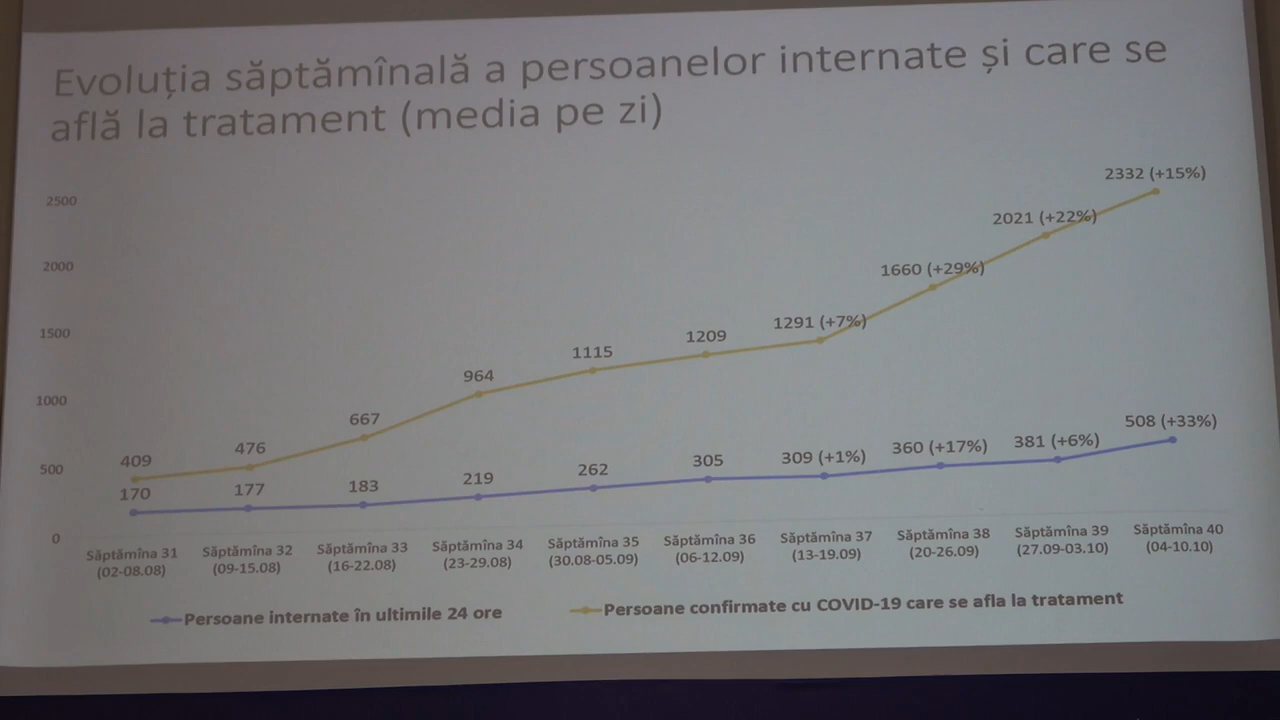 Evoluția săptămînală a persoanelor internate și care se
află la tratament (media pe zi)
2500
2000
1500
1000
500
0
409
476
667
964
1115
1209
1291 (+7%)
1660 (+29%)
2021 (+22%)
2332 (+15%)
170
177
183
219
262
305
309 (+1%)
360 (+17%)
381 (+6%)
508 (+33%)
Săptămîna 31
(02-08.08)
Săptămîna 32
(09-15.08)
Săptămîna 33
(16-22.08)
Săptămîna 34
(23-29.08)
Săptămîna 35
(30.08-05.09)
Săptămîna 36
(06-12.09)
Săptămîna 37
(13-19.09)
Săptămîna 38
(20-26.09)
Săptămîna 39
(27.09-03.10)
Săptămîna 40
(04-10.10)
Persoane internate în ultimile 24 ore
Persoane confirmate cu COVID-19 care se afla la tratament